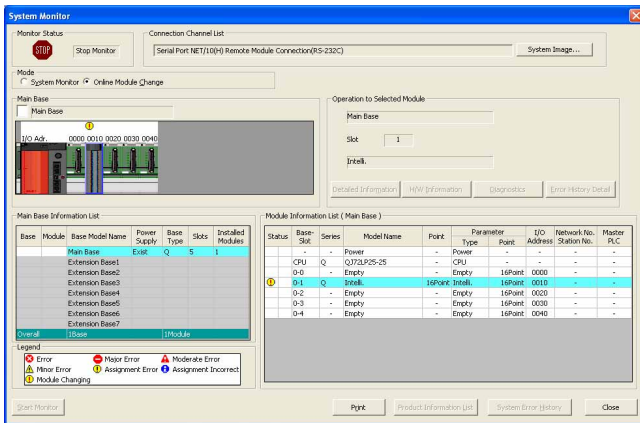 System Monitor
Monitor Status
STOP
Stop Monitor
Connection Channel List
Serial Port NET/10(H) Remote Module Connection(RS-232C)
System Image...
Mode
System Monitor
Online Module Change
Main Base
Main Base
I/O Adr. 0000 0010 0020 0030 0040
Operation to Selected Module
Main Base
Slot 1
Intelli.
Detailed Information
H/W Information
Diagnostics
Error History Detail
Main Base Information List
Base Module Base Model Name Power Supply Base Type Slots Installed Modules
Main Base Exist Q 5 1
Extension Base1
Extension Base2
Extension Base3
Extension Base4
Extension Base5
Extension Base6
Extension Base7
Overall 1Base 1Module
Legend
Error Major Error Moderate Error
Minor Error Assignment Error Assignment Incorrect
Module Changing
Module Information List ( Main Base )
Status Base-Slot Series Model Name Point Parameter Type Point I/O Address Network No. Station No. Master PLC
- - Power - Power - - - -
CPU Q QJ72LP25-25 - CPU - - - -
0-0 - Empty - Empty 16Point 0000 - -
0-1 Q Intelli. 16Point Intelli. 16Point 0010 - -
0-2 - Empty - Empty 16Point 0020 - -
0-3 - Empty - Empty 16Point 0030 - -
0-4 - Empty - Empty 16Point 0040 - -
Start Monitor
Print
Product Information List
System Error History
Close